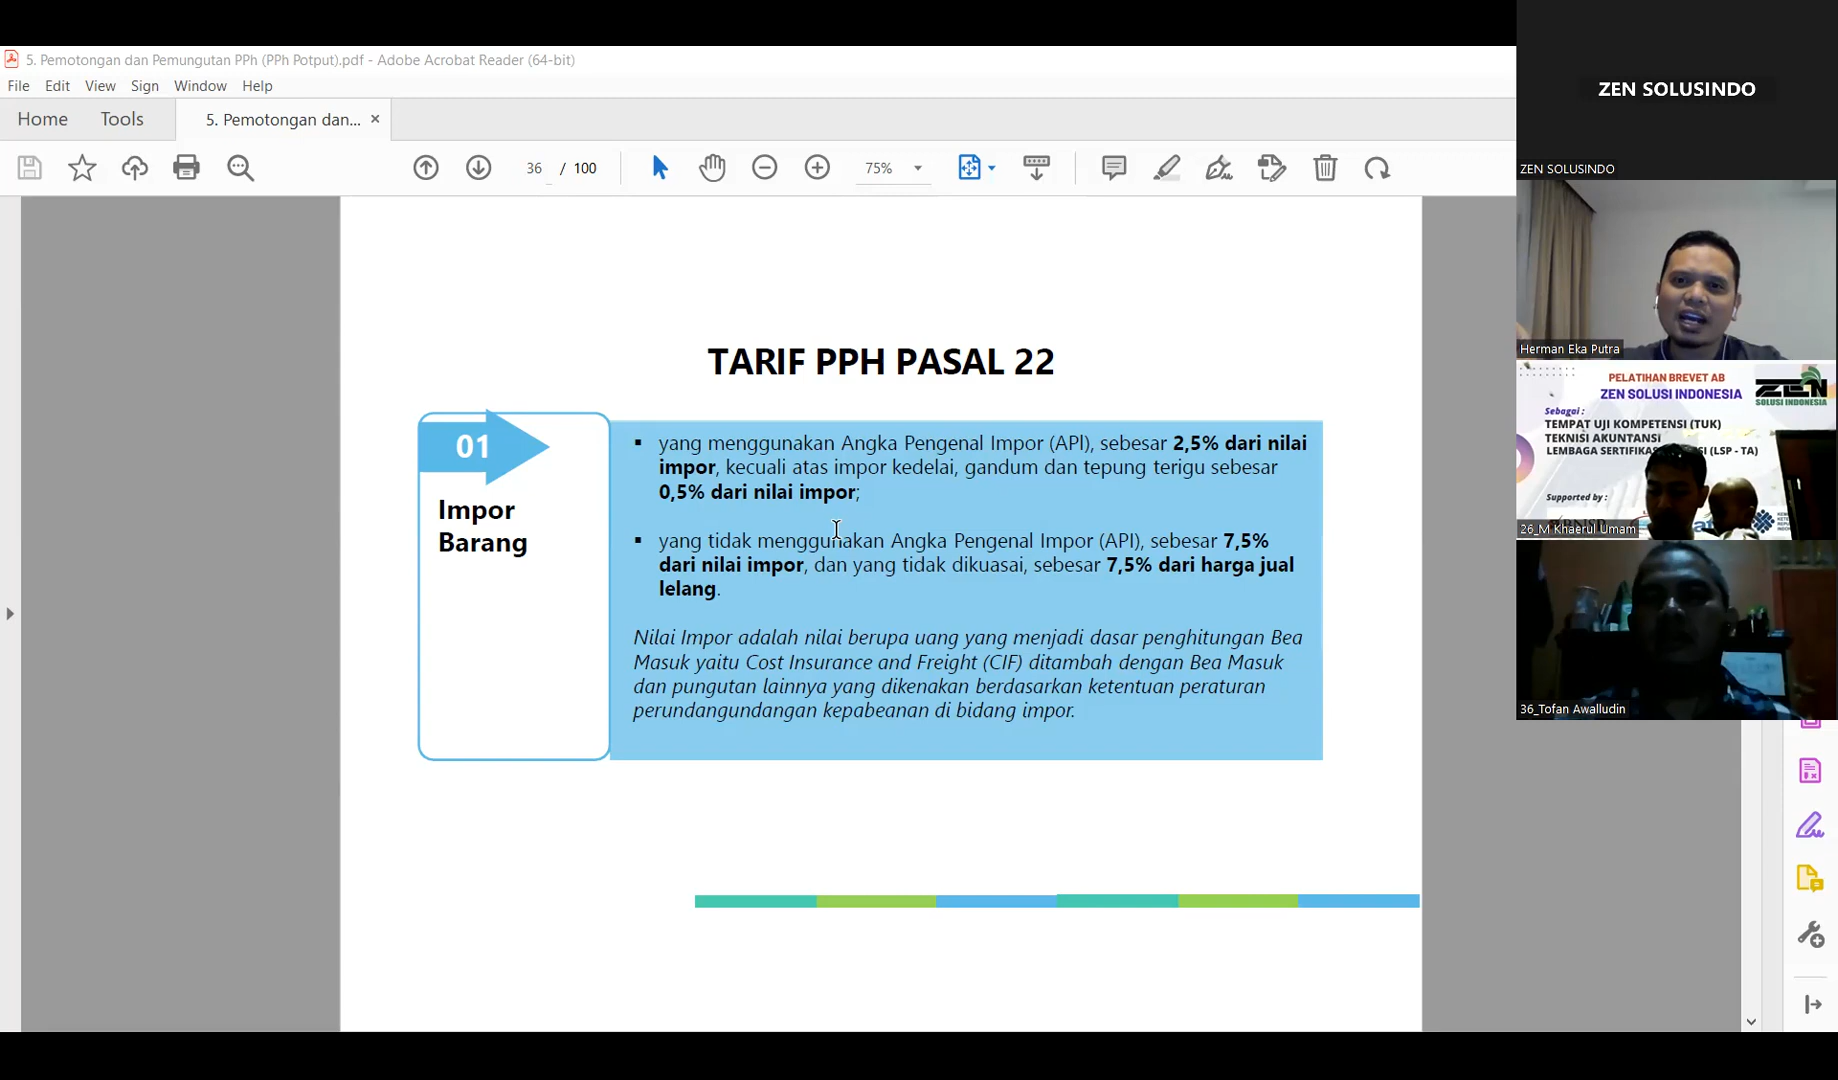 5. Pemotongan dan Pemungutan PPh (PPh Potput).pdf - Adobe Acrobat Reader (64-bit)
File Edit View Sign Window Help
Home Tools 5. Pemotongan dan... ×
36 / 100 75%
TARIF PPH PASAL 22
01
Impor
Barang
▪ yang menggunakan Angka Pengenal Impor (API), sebesar 2,5% dari nilai
impor, kecuali atas impor kedelai, gandum dan tepung terigu sebesar
0,5% dari nilai impor;
▪ yang tidak menggunakan Angka Pengenal Impor (API), sebesar 7,5%
dari nilai impor, dan yang tidak dikuasai, sebesar 7,5% dari harga jual
lelang.
Nilai Impor adalah nilai berupa uang yang menjadi dasar penghitungan Bea
Masuk yaitu Cost Insurance and Freight (CIF) ditambah dengan Bea Masuk
dan pungutan lainnya yang dikenakan berdasarkan ketentuan peraturan
perundangundangan kepabeanan di bidang impor.
ZEN SOLUSINDO
ZEN SOLUSINDO
Herman Eka Putra
PELATIHAN BREVET AB
ZEN SOLUSI INDONESIA
ZEN
SOLUSI INDONESIA
Sebagai :
TEMPAT UJI KOMPETENSI (TUK)
TEKNISI AKUNTANSI
LEMBAGA (LSP - TA)
Supported by :
26_M Khaerul Umam
36_Tofan Awalludin